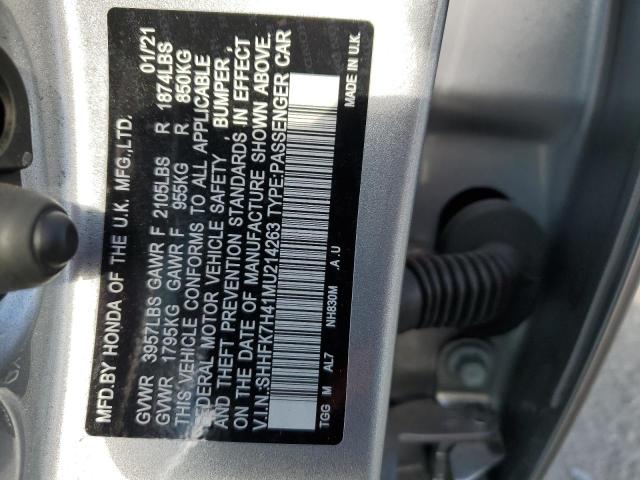 MFD.BY HONDA OF THE U.K. MFG.,LTD. 01/21
GVWR 3957LBS GAWR F 2105LBS R 1874LBS
GVWR 1795KG GAWR F 955KG R 850KG
THIS VEHICLE CONFORMS TO ALL APPLICABLE
FEDERAL MOTOR VEHICLE SAFETY , BUMPER ,
AND THEFT PREVENTION STANDARDS IN EFFECT
ON THE DATE OF MANUFACTURE SHOWN ABOVE.
V.I.N.:SHHFK7H41MU214263 TYPE:PASSENGER CAR
TGG M AL7 NH830M .A.U MADE IN U.K.